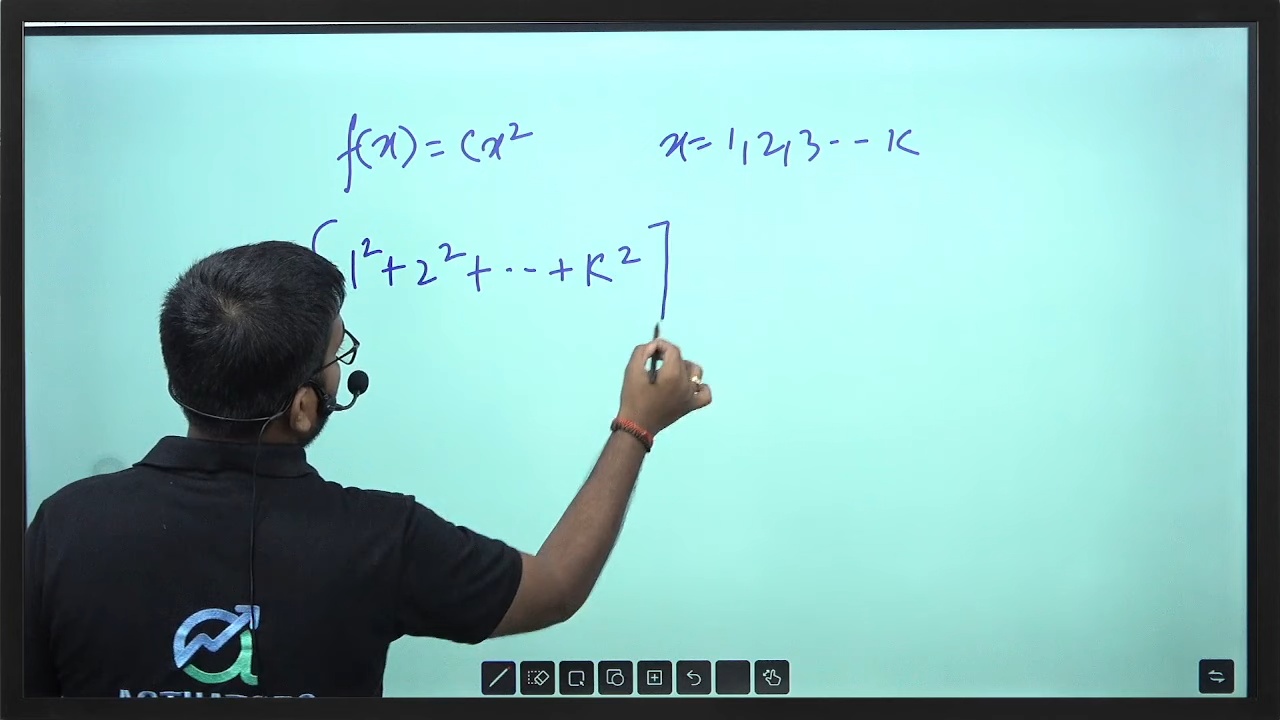 f(x) = Cx²    x = 1, 2, 3 -- K
[1² + 2² + ... + K²]